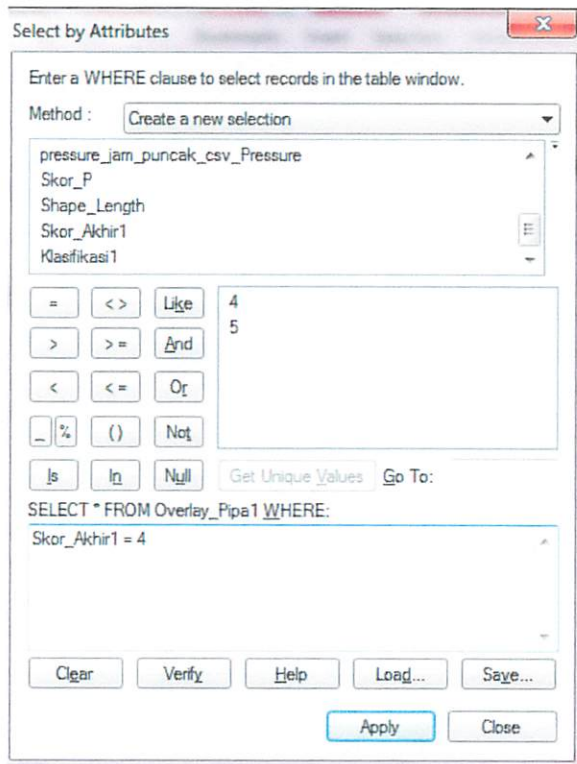 Select by Attributes
Enter a WHERE clause to select records in the table window.
Method : Create a new selection
pressure_jam_puncak_csv_Pressure
Skor_P
Shape_Length
Skor_Akhir1
Klasifikasi1
= < > Like
4
> > = And
5
< < = Or
_ % () Not
Is In Null Get Unique Values Go To:
SELECT * FROM Overlay_Pipa1 WHERE:
Skor_Akhir1 = 4
Clear Verify Help Load... Save...
Apply Close